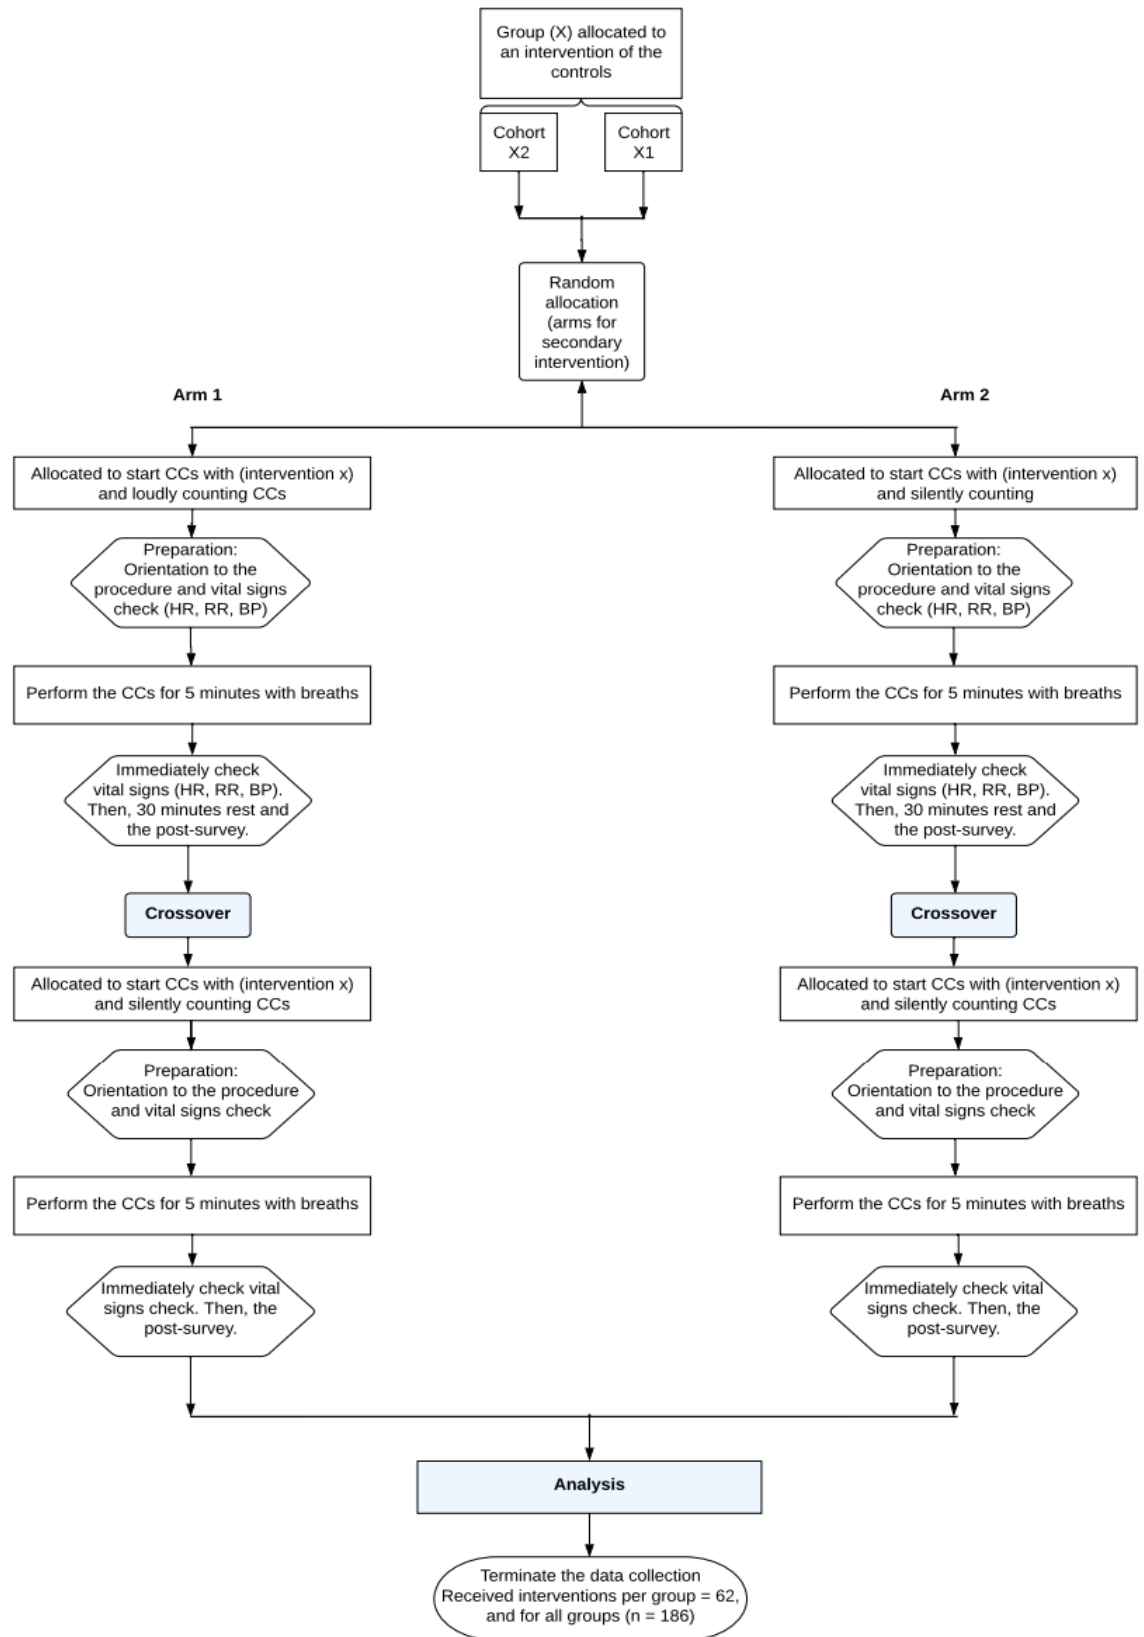 Group (X) allocated to
an intervention of the
controls
Cohort
X2
Cohort
X1
Random
allocation
(arms for
secondary
intervention)
Arm 1
Arm 2
Allocated to start CCs with (intervention x)
and loudly counting CCs
Allocated to start CCs with (intervention x)
and silently counting
Preparation:
Orientation to the
procedure and vital signs
check (HR, RR, BP)
Preparation:
Orientation to the
procedure and vital signs
check (HR, RR, BP)
Perform the CCs for 5 minutes with breaths
Perform the CCs for 5 minutes with breaths
Immediately check
vital signs (HR, RR, BP).
Then, 30 minutes rest and
the post-survey.
Immediately check
vital signs (HR, RR, BP).
Then, 30 minutes rest and
the post-survey.
Crossover
Crossover
Allocated to start CCs with (intervention x)
and silently counting CCs
Allocated to start CCs with (intervention x)
and silently counting CCs
Preparation:
Orientation to the procedure
and vital signs check
Preparation:
Orientation to the procedure
and vital signs check
Perform the CCs for 5 minutes with breaths
Perform the CCs for 5 minutes with breaths
Immediately check vital
signs check. Then, the
post-survey.
Immediately check vital
signs check. Then, the
post-survey.
Analysis
Terminate the data collection
Received interventions per group = 62,
and for all groups (n = 186)